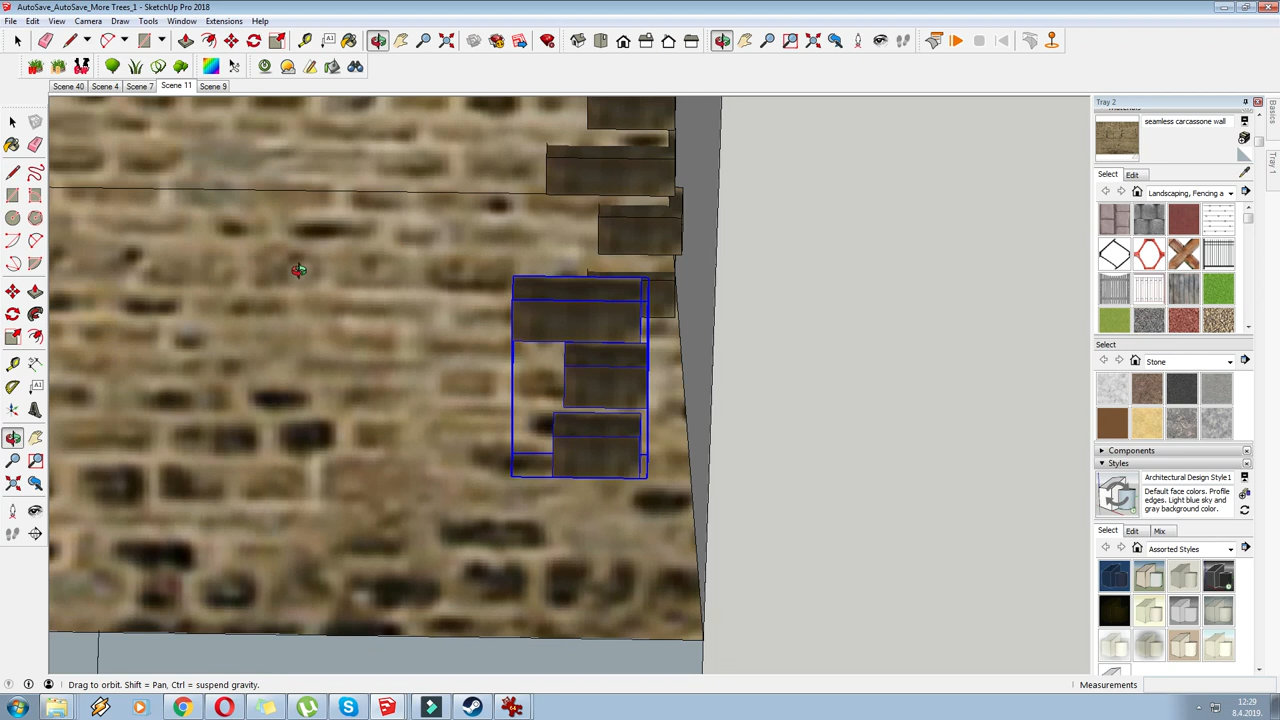 AutoSave_AutoSave_More Trees_1 - SketchUp Pro 2018
File Edit View Camera Draw Tools Window Extensions Help
Scene 40 Scene 4 Scene 7 Scene 11 Scene 9
Tray 2
Basics
Tray 1
seamless carcassone wall
Select Edit
Landscaping, Fencing a
Select
Stone
Components
Styles
Architectural Design Style1
Default face colors. Profile
edges. Light blue sky and
gray background color.
Select Edit Mix
Assorted Styles
Drag to orbit. Shift = Pan, Ctrl = suspend gravity.
Measurements
12:29
8.4.2019.